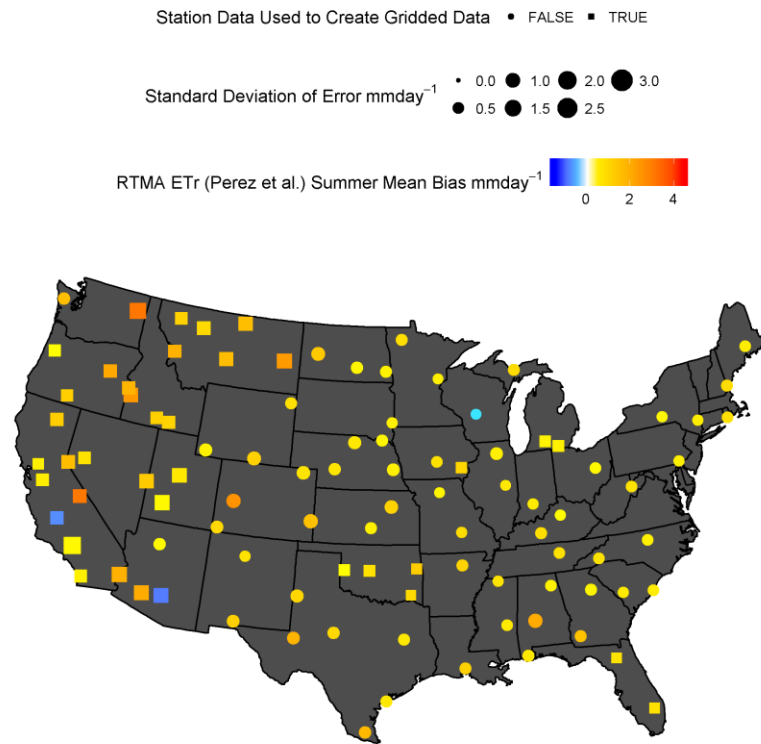 Station Data Used to Create Gridded Data FALSE TRUE
Standard Deviation of Error mmday⁻¹ 0.0 1.0 2.0 3.0
0.5 1.5 2.5
RTMA ETr (Perez et al.) Summer Mean Bias mmday⁻¹
0 2 4